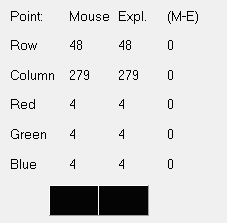 Point: Mouse Expl. (M-E)
Row 48 48 0
Column 279 279 0
Red 4 4 0
Green 4 4 0
Blue 4 4 0